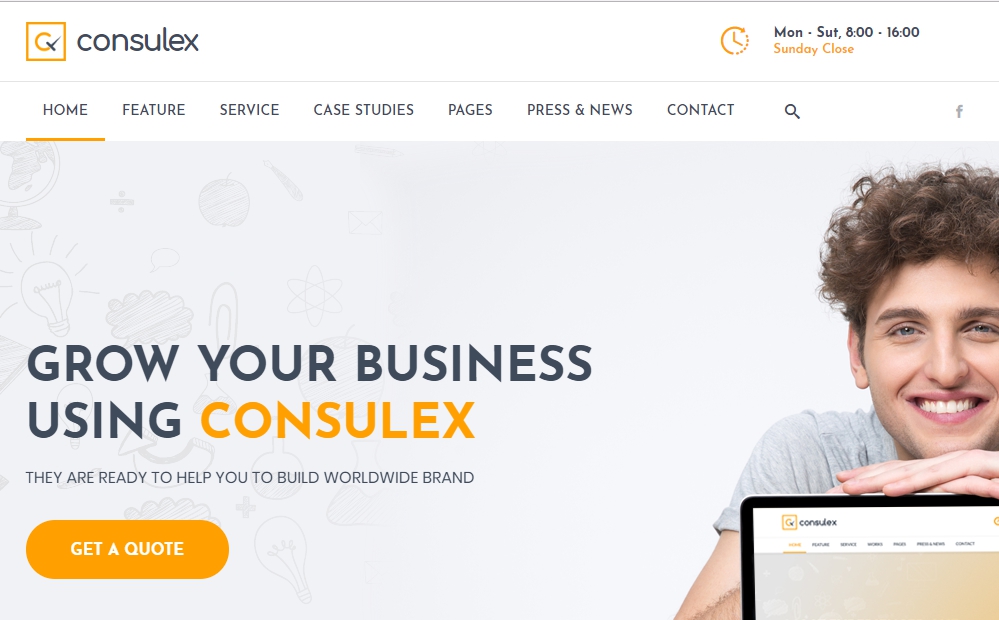 consulex
Mon - Sut, 8:00 - 16:00
Sunday Close
HOME FEATURE SERVICE CASE STUDIES PAGES PRESS & NEWS CONTACT
GROW YOUR BUSINESS
USING CONSULEX
THEY ARE READY TO HELP YOU TO BUILD WORLDWIDE BRAND
GET A QUOTE
consulex
HOME FEATURE SERVICE WORKS PAGES PRESS & NEWS CONTACT